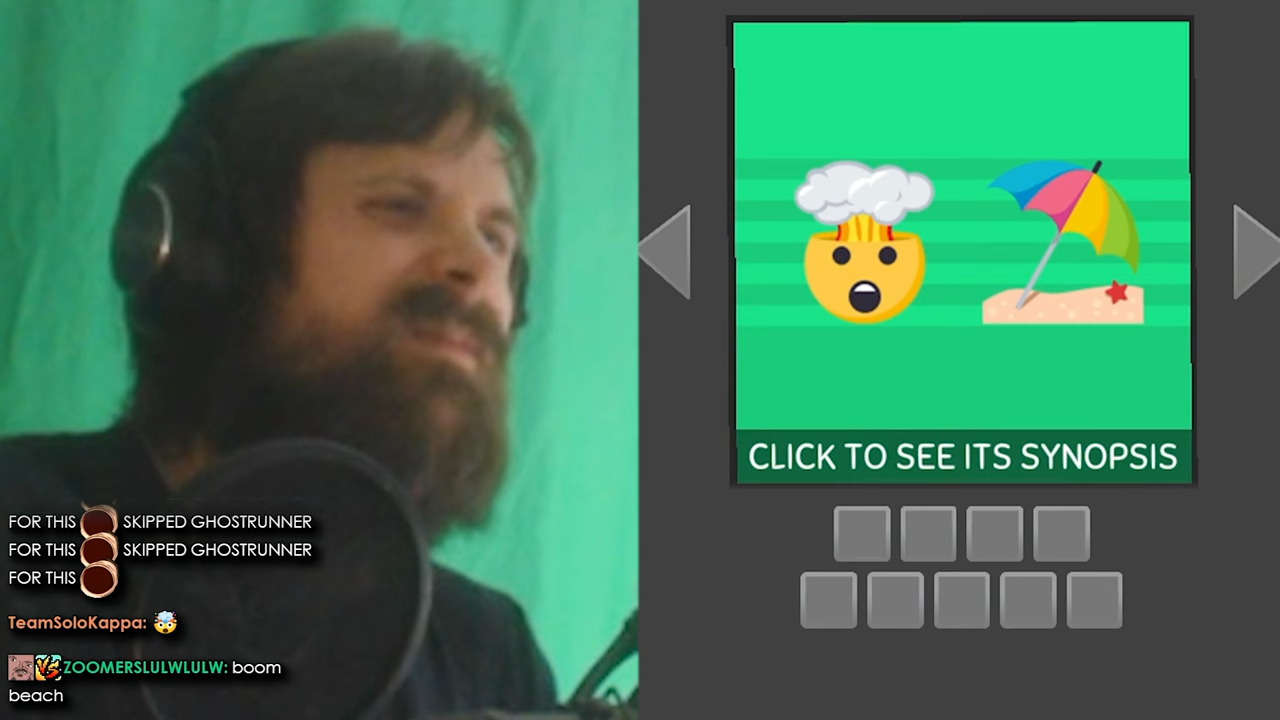 CLICK TO SEE ITS SYNOPSIS
FOR THIS SKIPPED GHOSTRUNNER
FOR THIS SKIPPED GHOSTRUNNER
FOR THIS
TeamSoloKappa:
ZOOMERSLULWLULW: boom
beach